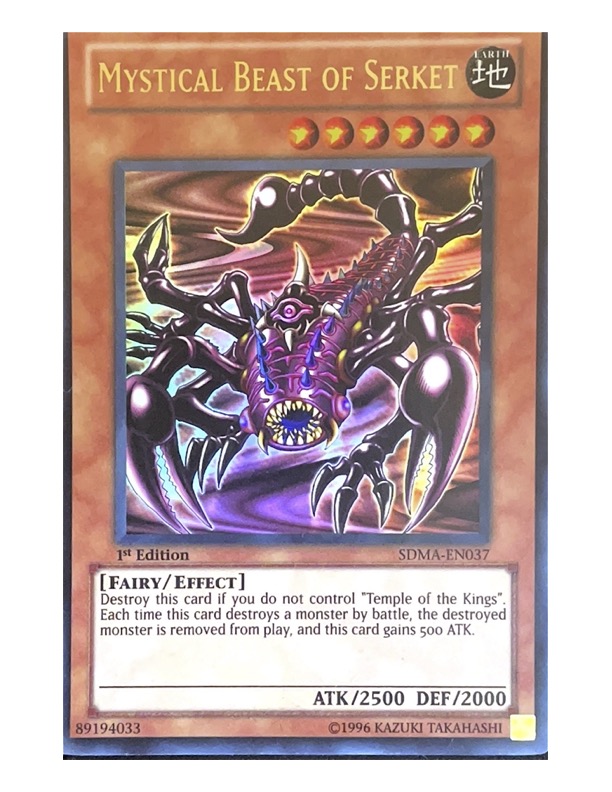 MYSTICAL BEAST OF SERKET
EARTH
地
1st Edition
SDMA-EN037
[FAIRY/EFFECT]
Destroy this card if you do not control "Temple of the Kings".
Each time this card destroys a monster by battle, the destroyed
monster is removed from play, and this card gains 500 ATK.
ATK/2500 DEF/2000
89194033
©1996 KAZUKI TAKAHASHI